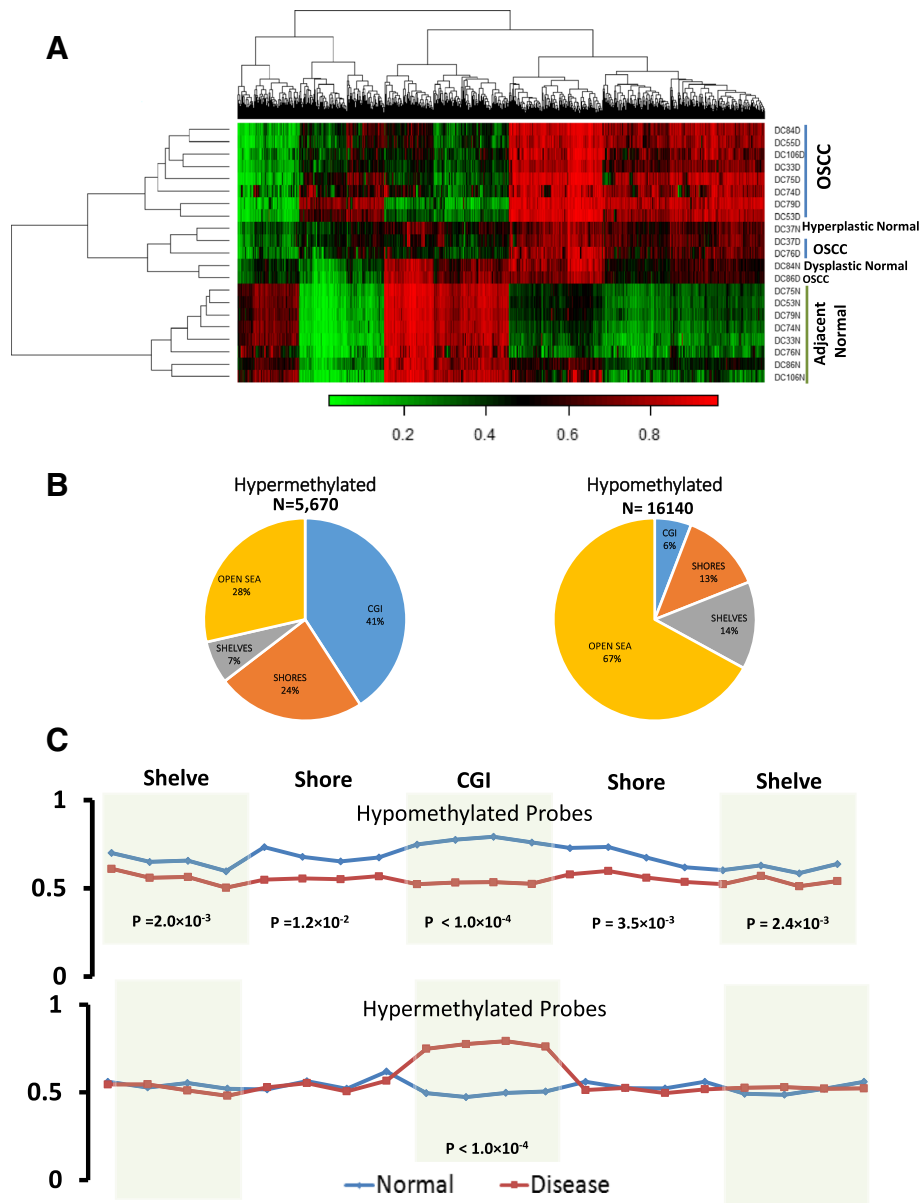 A
DC84D
DC55D
DC106D
DC33D
DC75D
DC74D
DC79D
DC53D
DC37N
DC37D
DC76D
DC84N
DC86D
DC75N
DC53N
DC79N
DC74N
DC33N
DC76N
DC86N
DC106N
OSCC
Hyperplastic Normal
OSCC
Dysplastic Normal
OSCC
Adjacent
Normal
0.2 0.4 0.6 0.8
B
Hypermethylated
N=5,670
OPEN SEA
28%
CGI
41%
SHELVES
7%
SHORES
24%
Hypomethylated
N= 16140
CGI
6%
SHORES
13%
SHELVES
14%
OPEN SEA
67%
C
Shelve Shore CGI Shore Shelve
1
Hypomethylated Probes
0.5
P =2.0×10⁻³ P =1.2×10⁻² P < 1.0×10⁻⁴ P = 3.5×10⁻³ P = 2.4×10⁻³
0
1
Hypermethylated Probes
0.5
P < 1.0×10⁻⁴
0
Normal Disease